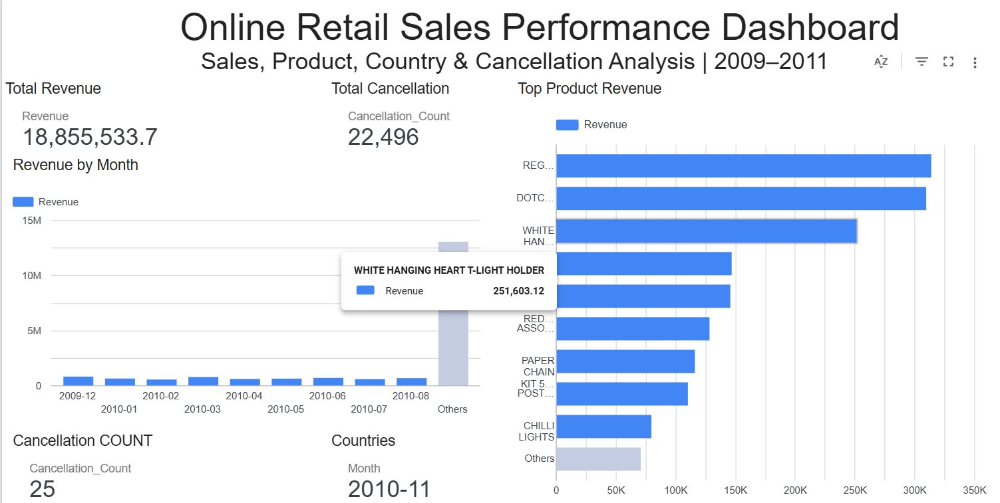 Online Retail Sales Performance Dashboard
Sales, Product, Country & Cancellation Analysis | 2009–2011
Total Revenue
Revenue
18,855,533.7
Total Cancellation
Cancellation_Count
22,496
Revenue by Month
Revenue
15M
10M
5M
0
2009-12
2010-01
2010-02
2010-03
2010-04
2010-05
2010-06
2010-07
2010-08
Others
WHITE HANGING HEART T-LIGHT HOLDER
Revenue 251,603.12
Top Product Revenue
Revenue
REG…
DOTC…
WHITE
HAN…
RED…
ASSO…
PAPER
CHAIN
KIT 5…
POST…
CHILLI
LIGHTS
Others
0 50K 100K 150K 200K 250K 300K 350K
Cancellation COUNT
Cancellation_Count
25
Countries
Month
2010-11
AZ